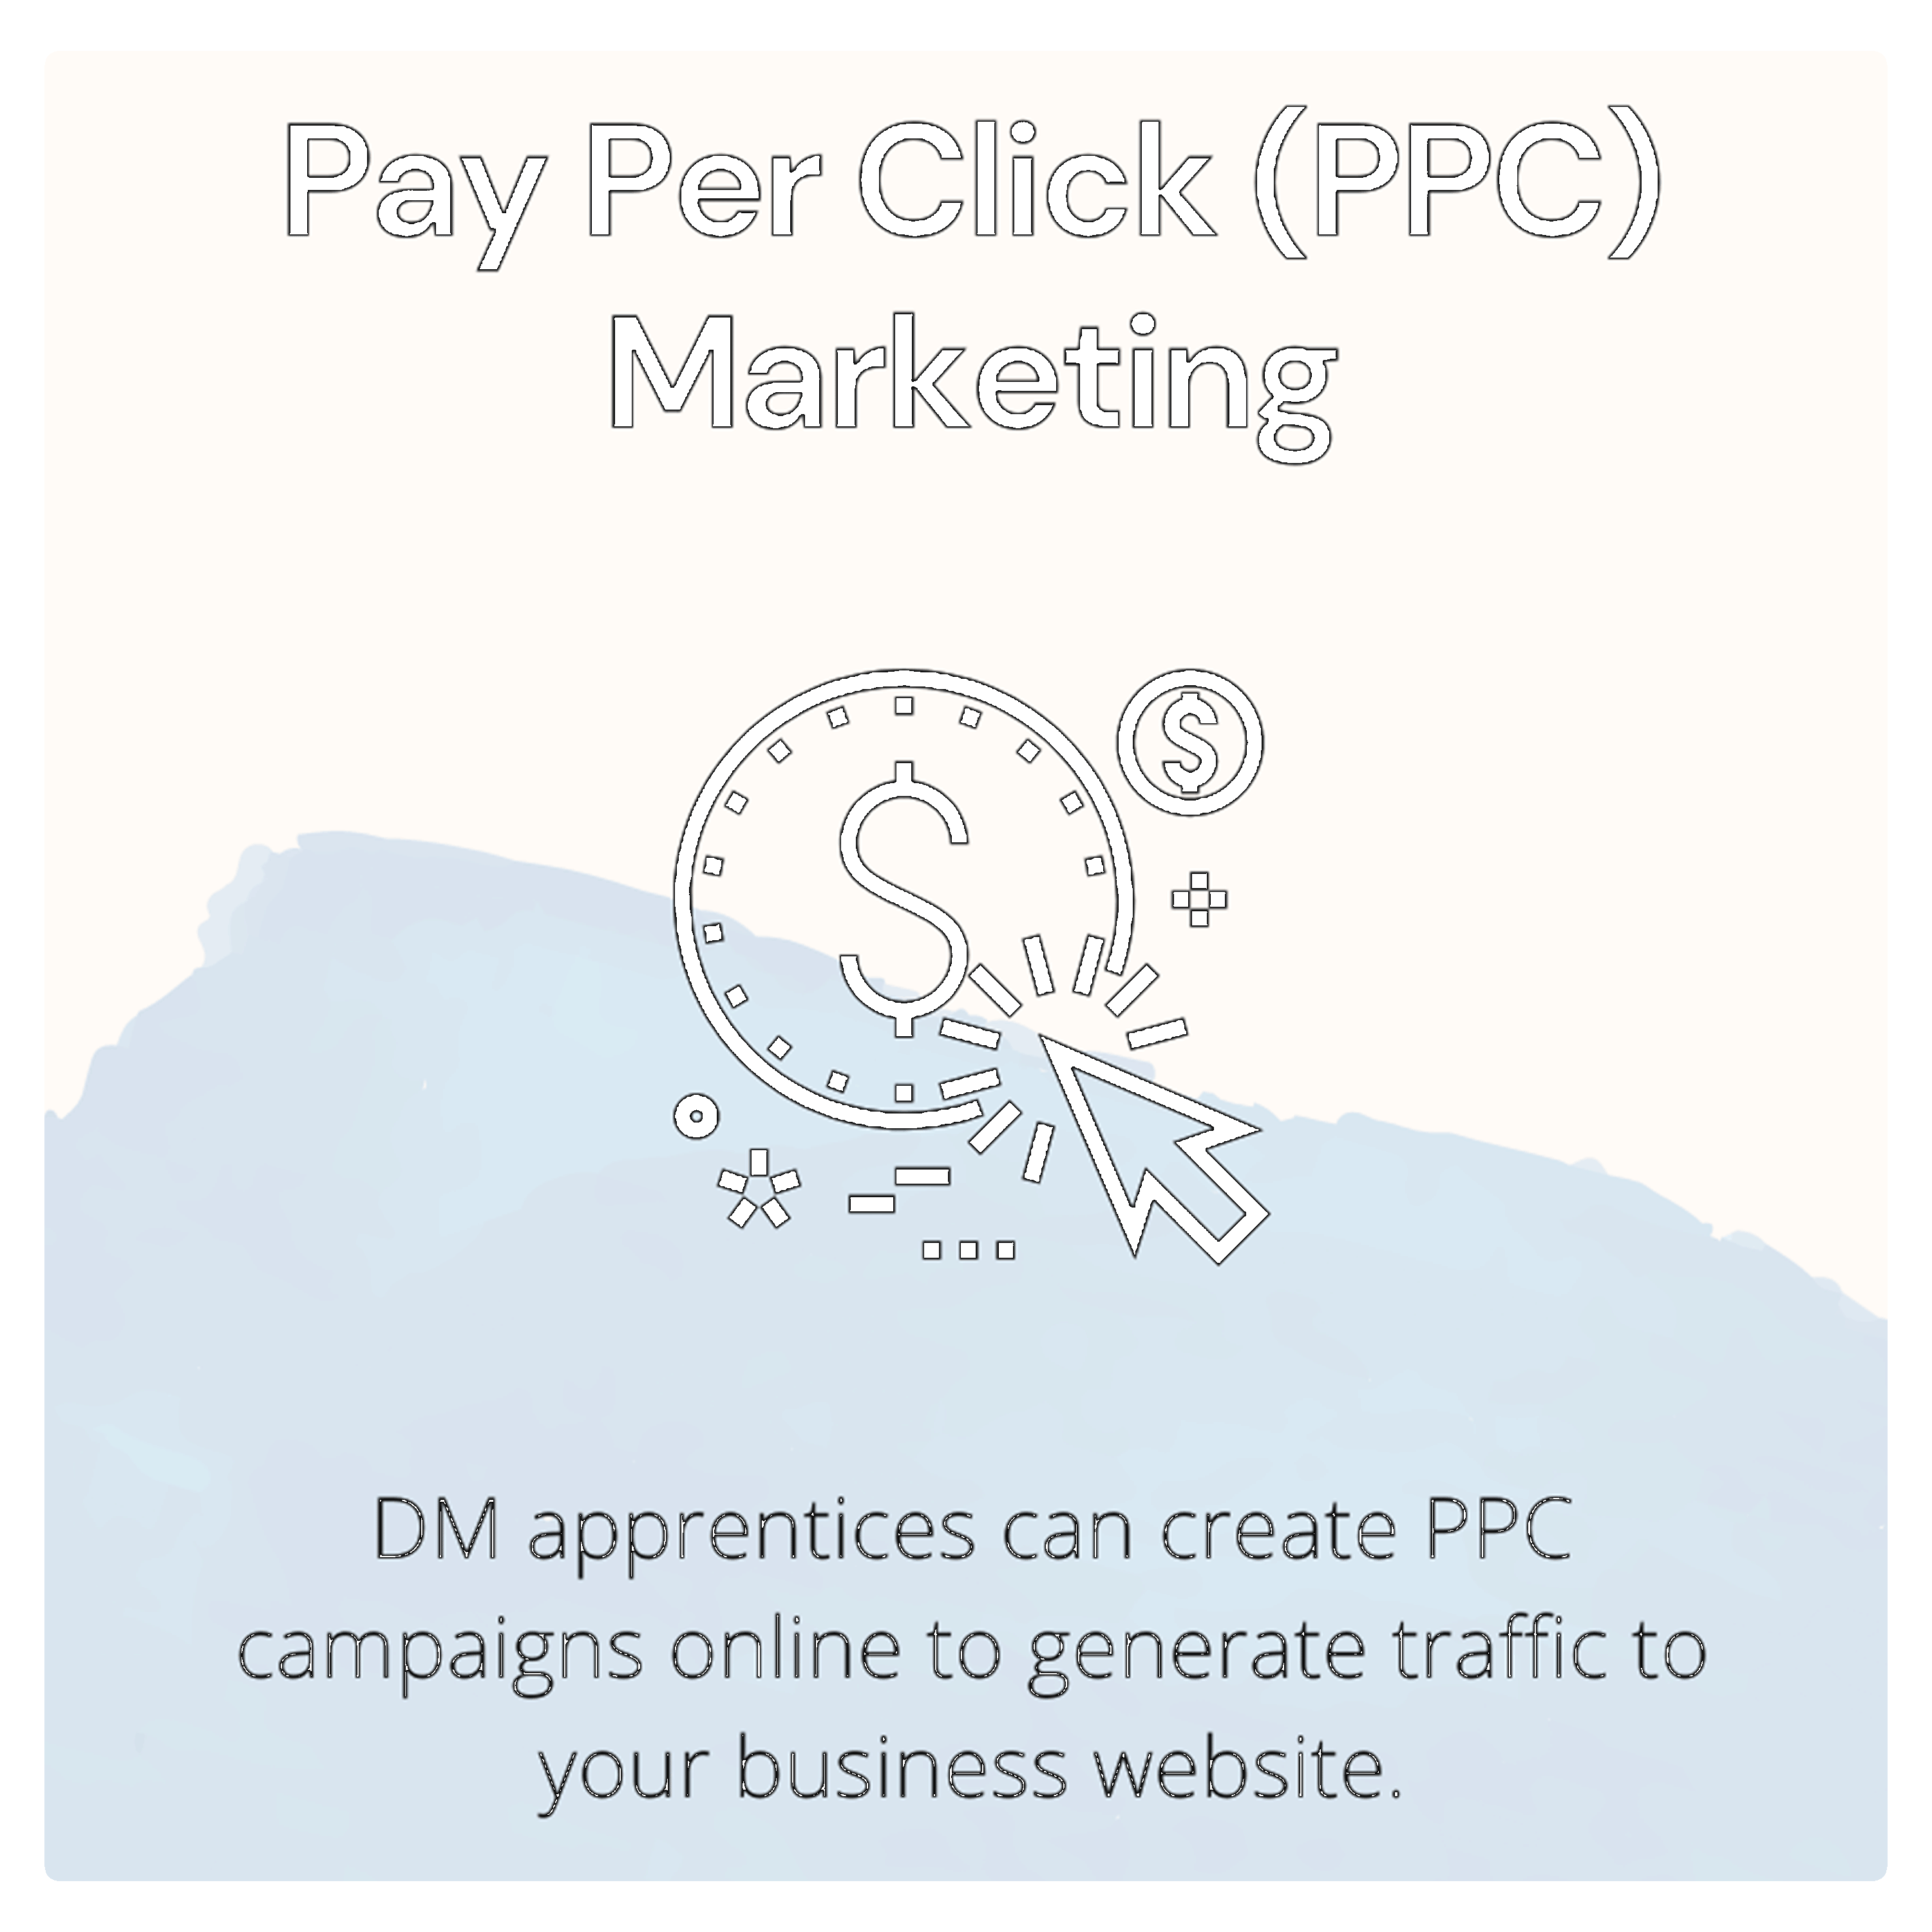 Pay Per Click (PPC)
Marketing
$
$
DM apprentices can create PPC
campaigns online to generate traffic to
your business website.